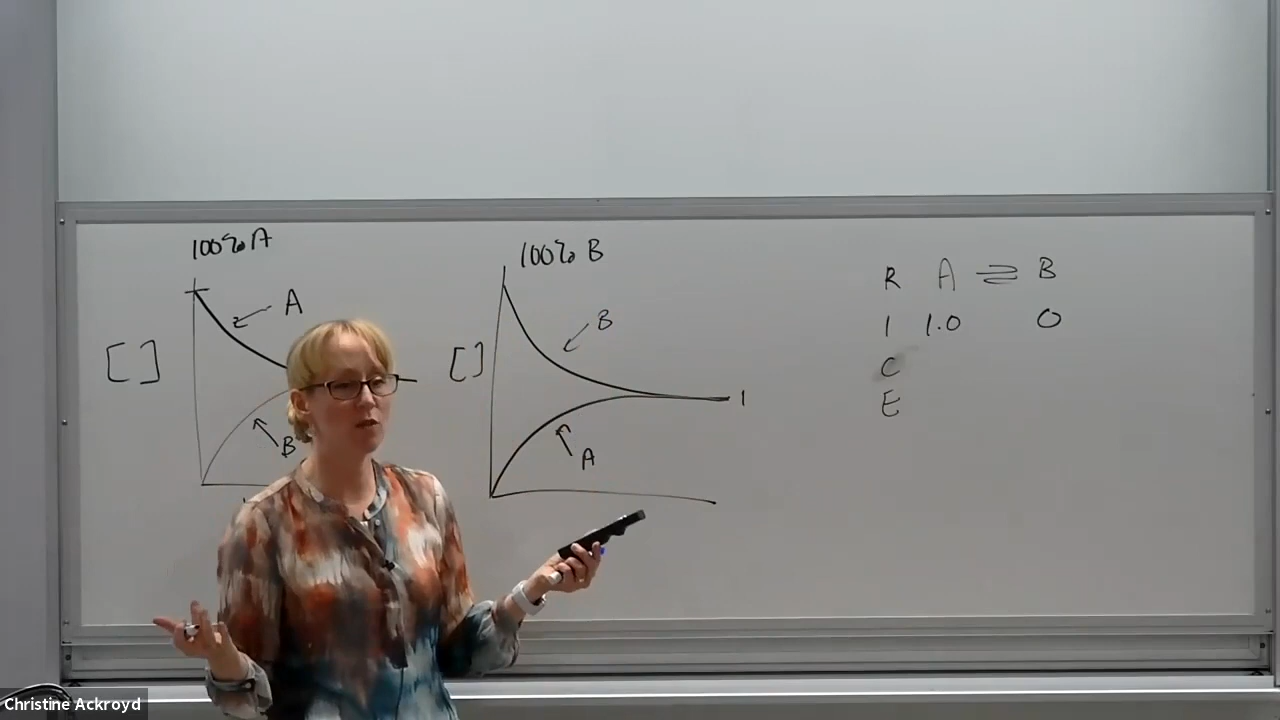 100% A
A
[ ]
B
100% B
B
[ ]
A
1
R A ⇌ B
I 1.0 0
C
E
Christine Ackroyd